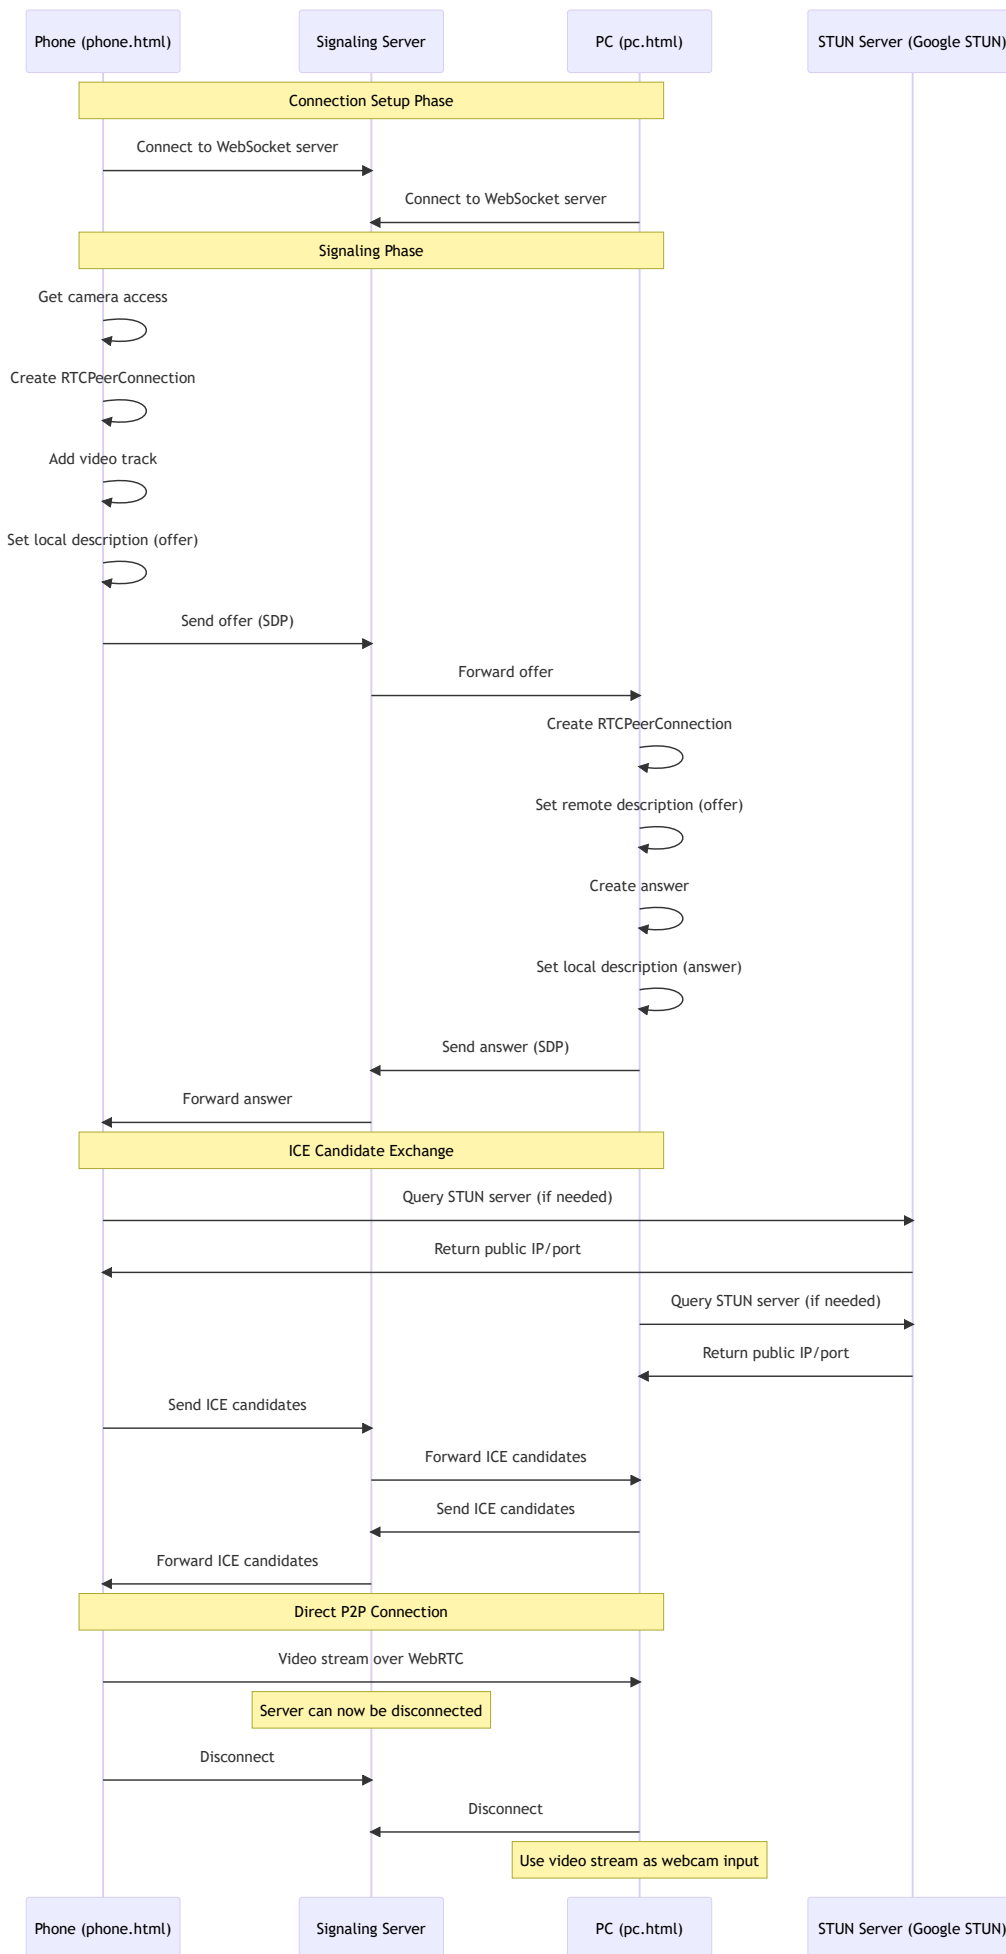 Phone (phone.html)
Signaling Server
PC (pc.html)
STUN Server (Google STUN)
Connection Setup Phase
Connect to WebSocket server
Connect to WebSocket server
Signaling Phase
Get camera access
Create RTCPeerConnection
Add video track
Set local description (offer)
Send offer (SDP)
Forward offer
Create RTCPeerConnection
Set remote description (offer)
Create answer
Set local description (answer)
Send answer (SDP)
Forward answer
ICE Candidate Exchange
Query STUN server (if needed)
Return public IP/port
Query STUN server (if needed)
Return public IP/port
Send ICE candidates
Forward ICE candidates
Send ICE candidates
Forward ICE candidates
Direct P2P Connection
Video stream over WebRTC
Server can now be disconnected
Disconnect
Disconnect
Use video stream as webcam input
Phone (phone.html)
Signaling Server
PC (pc.html)
STUN Server (Google STUN)